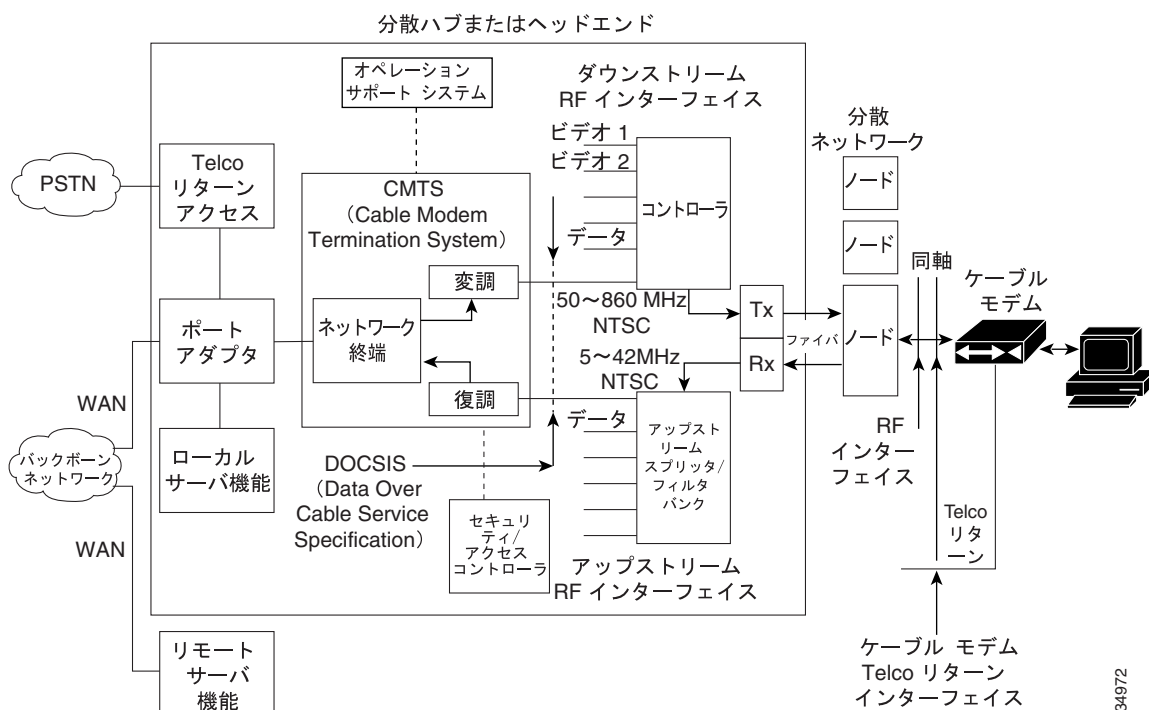 分散ハブまたはヘッドエンド
オペレーション
サポート システム
ダウンストリーム
RF インターフェイス
ビデオ 1
ビデオ 2
データ
コントローラ
分散
ネットワーク
ノード
ノード
ノード
PSTN
Telco
リターン
アクセス
CMTS
（Cable Modem
Termination System）
変調
ネットワーク
終端
復調
ポート
アダプタ
50～860 MHz
NTSC
5～42MHz
NTSC
Tx
Rx
ファイバ
同軸
ケーブル
モデム
WAN
バックボーン
ネットワーク
WAN
ローカル
サーバ機能
DOCSIS
（Data Over
Cable Service
Specification）
セキュリ
ティ/
アクセス
コントローラ
データ
アップスト
リーム
スプリッタ/
フィルタ
バンク
アップストリーム
RF インターフェイス
RF
インター
フェイス
Telco
リタ
ーン
リモート
サーバ
機能
ケーブル モデム
Telco リターン
インターフェイス
34972